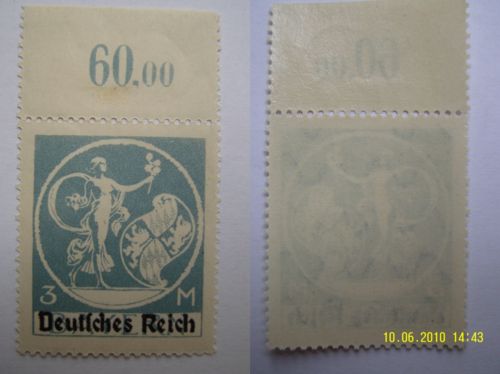 60.00
3 M
Deutsches Reich
10.06.2010 14:43